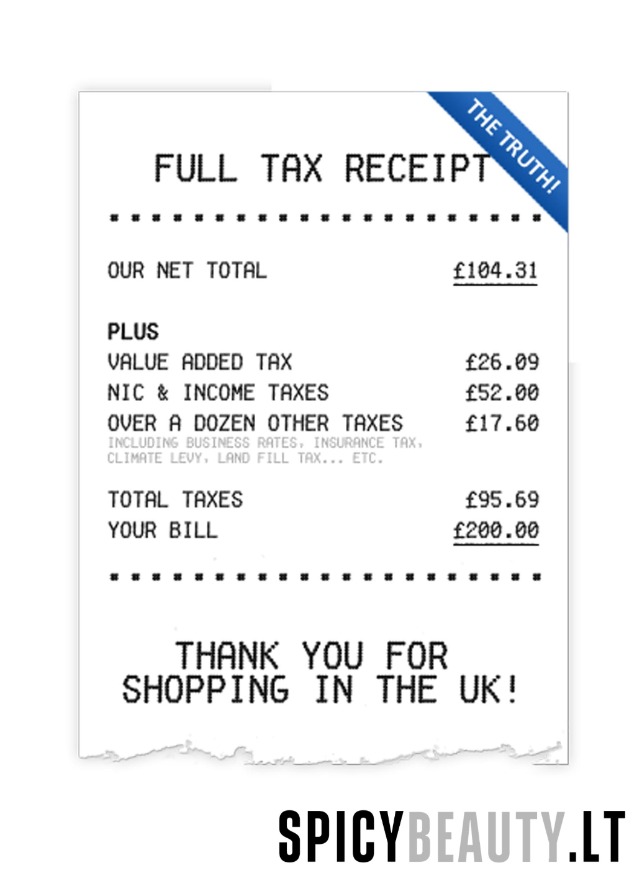 THE TRUTH!
FULL TAX RECEIPT
OUR NET TOTAL £104.31
PLUS
VALUE ADDED TAX £26.09
NIC & INCOME TAXES £52.00
OVER A DOZEN OTHER TAXES £17.60
INCLUDING BUSINESS RATES, INSURANCE TAX,
CLIMATE LEVY, LAND FILL TAX... ETC.
TOTAL TAXES £95.69
YOUR BILL £200.00
THANK YOU FOR
SHOPPING IN THE UK!
SPICYBEAUTY.LT